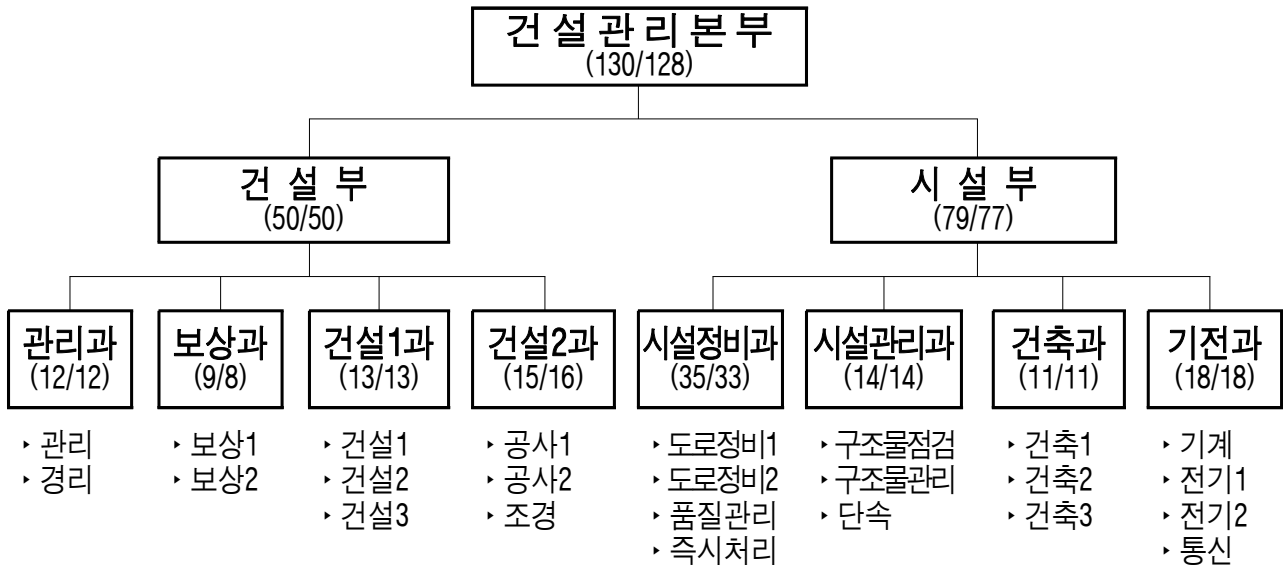 건설관리본부
(130/128)
건설부
(50/50)
시설부
(79/77)
관리과
(12/12)
보상과
(9/8)
건설1과
(13/13)
건설2과
(15/16)
시설정비과
(35/33)
시설관리과
(14/14)
건축과
(11/11)
기전과
(18/18)
‣ 관리
‣ 경리
‣ 보상1
‣ 보상2
‣ 건설1
‣ 건설2
‣ 건설3
‣ 공사1
‣ 공사2
‣ 조경
‣ 도로정비1
‣ 도로정비2
‣ 품질관리
‣ 즉시처리
‣ 구조물점검
‣ 구조물관리
‣ 단속
‣ 건축1
‣ 건축2
‣ 건축3
‣ 기계
‣ 전기1
‣ 전기2
‣ 통신